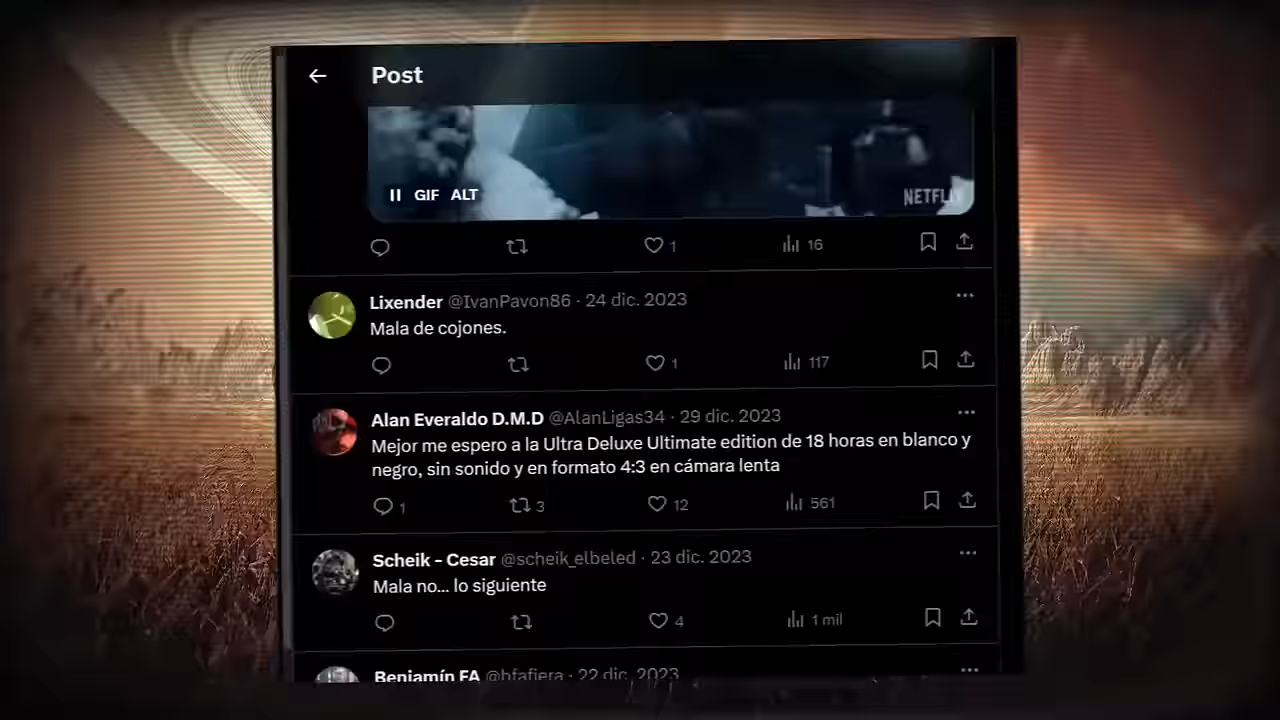 Post
GIF ALT
NETFLIX
1 16
Lixender @IvanPavon86 · 24 dic. 2023
Mala de cojones.
1 117
Alan Everaldo D.M.D @AlanLigas34 · 29 dic. 2023
Mejor me espero a la Ultra Deluxe Ultimate edition de 18 horas en blanco y
negro, sin sonido y en formato 4:3 en cámara lenta
1 3 12 561
Scheik - Cesar @scheik_elbeled · 23 dic. 2023
Mala no... lo siguiente
4 1 mil
Benjamín FA @bfafiera · 22 dic. 2023